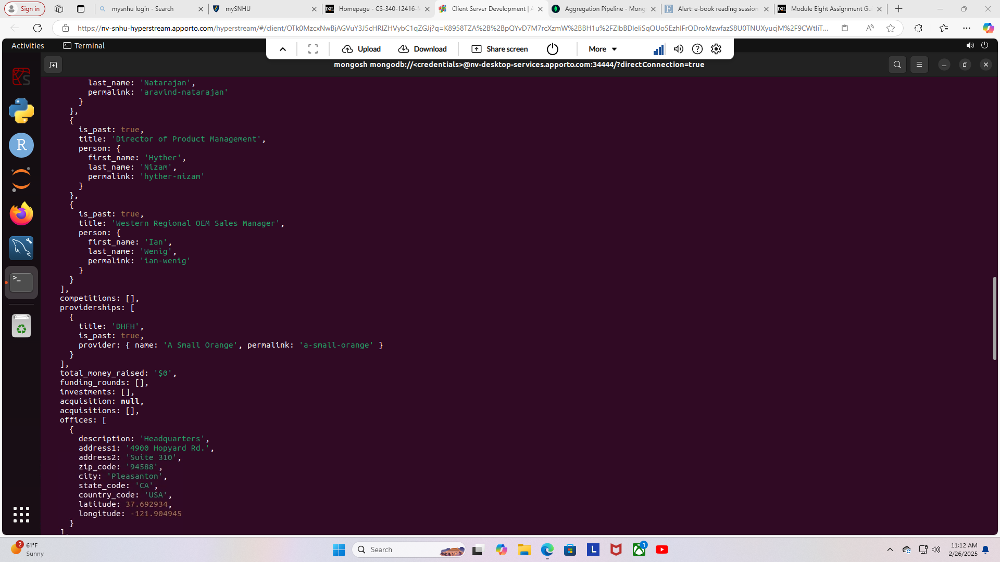 Sign in
mysnhu login - Search
mySNHU
D2L
Homepage - CS-340-12416-M
Client Server Development | A
Aggregation Pipeline - Mong
Alert: e-book reading session
D2L
Module Eight Assignment Gu
https://nv-snhu-hyperstream.apporto.com/hyperstream/#/client/
Activities
Terminal
Upload
Download
Share screen
More
mongosh mongodb://<credentials>@nv-desktop-services.apporto.com:34444/?directConnection=true
last_name: 'Natarajan',
permalink: 'aravind-natarajan'
}
},
{
is_past: true,
title: 'Director of Product Management',
person: {
first_name: 'Hyther',
last_name: 'Nizam',
permalink: 'hyther-nizam'
}
},
{
is_past: true,
title: 'Western Regional OEM Sales Manager',
person: {
first_name: 'Ian',
last_name: 'Wenig',
permalink: 'ian-wenig'
}
}
],
competitions: [],
providerships: [
{
title: 'DHFH',
is_past: true,
provider: { name: 'A Small Orange', permalink: 'a-small-orange' }
}
],
total_money_raised: '$0',
funding_rounds: [],
investments: [],
acquisition: null,
acquisitions: [],
offices: [
{
description: 'Headquarters',
address1: '4900 Hopyard Rd.',
address2: 'Suite 310',
zip_code: '94588',
city: 'Pleasanton',
state_code: 'CA',
country_code: 'USA',
latitude: 37.692934,
longitude: -121.904945
}
],
2
61°F
Sunny
Search
L
1
11:12 AM
2/26/2025